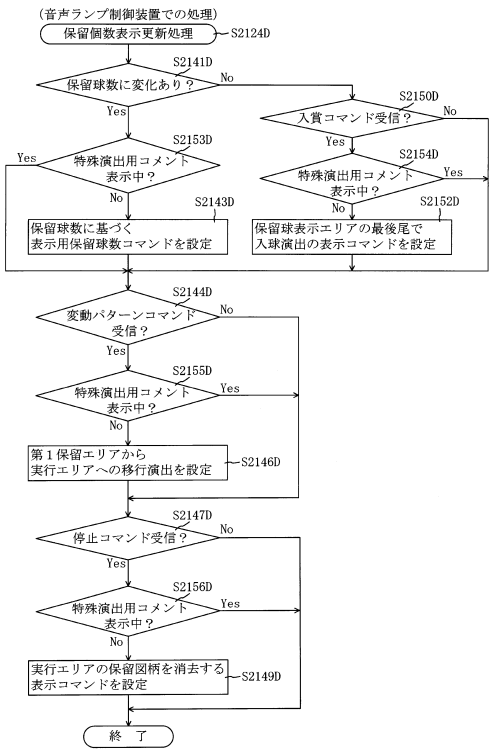 (音声ランプ制御装置での処理)
保留個数表示更新処理
S2124D
S2141D
保留球数に変化あり?
No
Yes
S2150D
入賞コマンド受信?
No
Yes
S2153D
Yes
特殊演出用コメント
表示中?
No
S2154D
特殊演出用コメント
表示中?
Yes
No
S2143D
保留球数に基づく
表示用保留球数コマンドを設定
S2152D
保留球表示エリアの最後尾で
入球演出の表示コマンドを設定
S2144D
変動パターンコマンド
受信?
No
Yes
S2155D
特殊演出用コメント
表示中?
Yes
No
第1保留エリアから
実行エリアへの移行演出を設定
S2146D
S2147D
停止コマンド受信?
No
Yes
S2156D
特殊演出用コメント
表示中?
Yes
No
実行エリアの保留図柄を消去する
表示コマンドを設定
S2149D
終 了